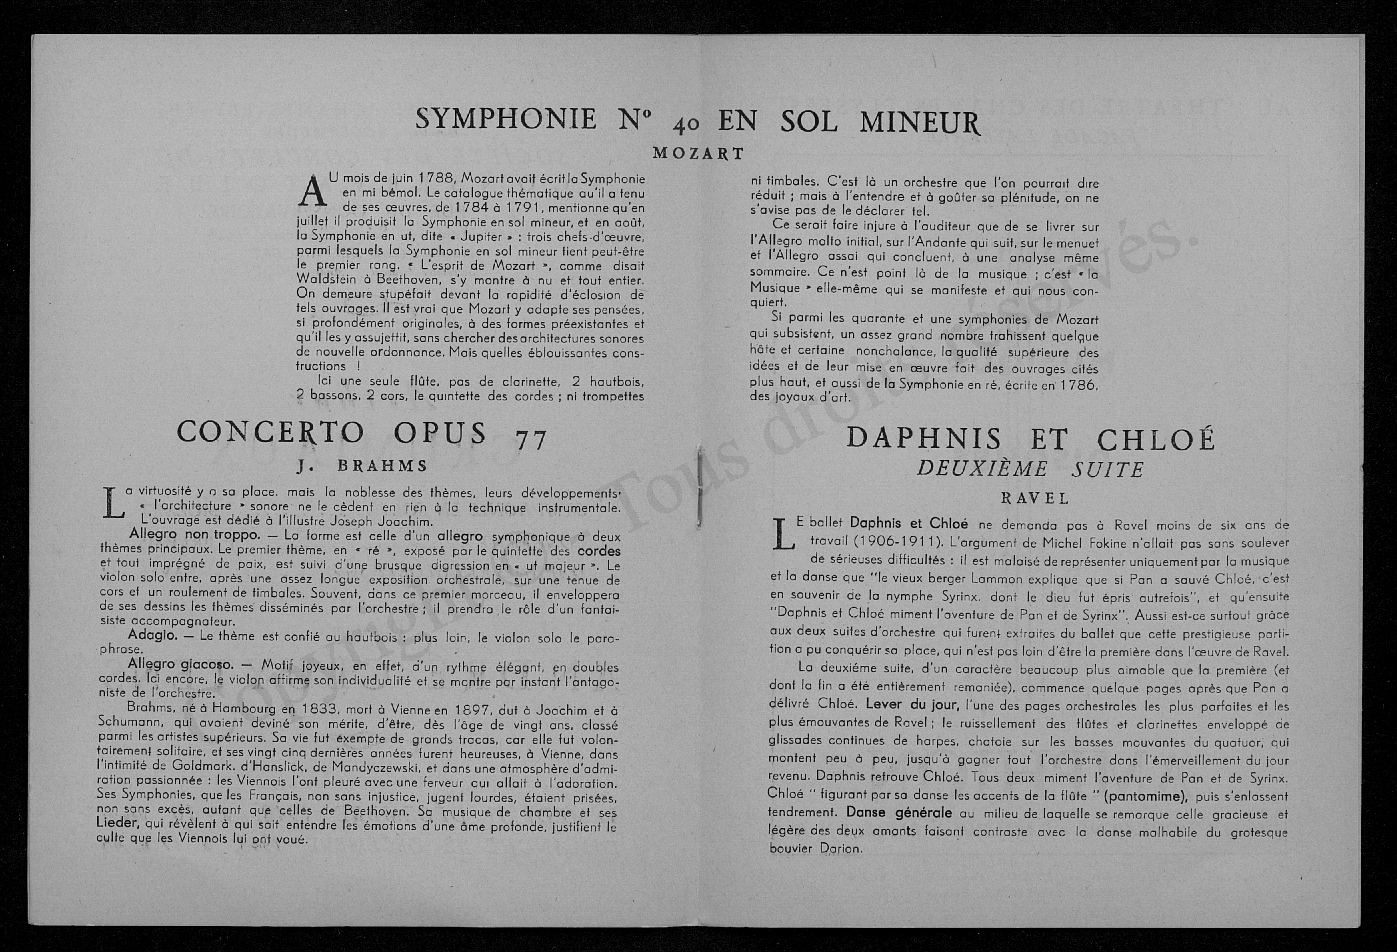 SYMPHONIE Nº 40 EN SOL MINEUR
MOZART
AU mois de juin 1788, Mozart avait écrit la Symphonie
en mi bémol. Le catalogue thématique qu'il a tenu
de ses œuvres, de 1784 à 1791, mentionne qu'en
juillet il produisit la Symphonie en sol mineur, et en août,
la Symphonie en ut, dite « Jupiter » : trois chefs-d'œuvre,
parmi lesquels la Symphonie en sol mineur tient peut-être
le premier rang. « L'esprit de Mozart », comme disait
Waldstein à Beethoven, s'y montre à nu et tout entier.
On demeure stupéfait devant la rapidité d'éclosion de
tels ouvrages. Il est vrai que Mozart y adapte ses pensées,
si profondément originales, à des formes préexistantes et
qu'il les y assujettit, sans chercher des architectures sonores
de nouvelle ordonnance. Mais quelles éblouissantes cons-
tructions !
Ici une seule flûte, pas de clarinette, 2 hautbois,
2 bassons, 2 cors, le quintette des cordes ; ni trompettes
ni timbales. C'est là un orchestre que l'on pourrait dire
réduit ; mais à l'entendre et à goûter sa plénitude, on ne
s'avise pas de le déclarer tel.
Ce serait faire injure à l'auditeur que de se livrer sur
l'Allegro molto initial, sur l'Andante qui suit, sur le menuet
et l'Allegro assai qui concluent, à une analyse même
sommaire. Ce n'est point là de la musique ; c'est « la
Musique » elle-même qui se manifeste et qui nous con-
quiert.
Si parmi les quarante et une symphonies de Mozart
qui subsistent, un assez grand nombre trahissent quelque
hâte et certaine nonchalance, la qualité supérieure des
idées et de leur mise en œuvre fait des ouvrages cités
plus haut, et aussi de la Symphonie en ré, écrite en 1786,
des joyaux d'art.
CONCERTO OPUS 77
J. BRAHMS
La virtuosité y a sa place, mais la noblesse des thèmes, leurs développements,
« l'architecture » sonore ne le cèdent en rien à la technique instrumentale.
L'ouvrage est dédié à l'illustre Joseph Joachim.
Allegro non troppo. — La forme est celle d'un allegro symphonique à deux
thèmes principaux. Le premier thème, en « ré », exposé par le quintette des cordes
et tout imprégné de paix, est suivi d'une brusque digression en « ut majeur ». Le
violon solo entre, après une assez longue exposition orchestrale, sur une tenue de
cors et un roulement de timbales. Souvent, dans ce premier morceau, il enveloppera
de ses dessins les thèmes disséminés par l'orchestre ; il prendra le rôle d'un fantai-
siste accompagnateur.
Adagio. — Le thème est confié au hautbois : plus loin, le violon solo le para-
phrase.
Allegro giacoso. — Motif joyeux, en effet, d'un rythme élégant, en doubles
cordes. Ici encore, le violon affirme son individualité et se montre par instant l'antago-
niste de l'orchestre.
Brahms, né à Hambourg en 1833, mort à Vienne en 1897, dut à Joachim et à
Schumann, qui avaient deviné son mérite, d'être, dès l'âge de vingt ans, classé
parmi les artistes supérieurs. Sa vie fut exempte de grands tracas, car elle fut volon-
tairement solitaire, et ses vingt cinq dernières années furent heureuses, à Vienne, dans
l'intimité de Goldmark, d'Hanslick, de Mandyczewski, et dans une atmosphère d'admi-
ration passionnée : les Viennois l'ont pleuré avec une ferveur qui allait à l'adoration.
Ses Symphonies, que les Français, non sans injustice, jugent lourdes, étaient prisées,
non sans excès, autant que celles de Beethoven. Sa musique de chambre et ses
Lieder, qui révèlent à qui sait entendre les émotions d'une âme profonde, justifient le
culte que les Viennois lui ont voué.
DAPHNIS ET CHLOÉ
DEUXIÈME SUITE
RAVEL
LE ballet Daphnis et Chloé ne demanda pas à Ravel moins de six ans de
travail (1906-1911). L'argument de Michel Fokine n'allait pas sans soulever
de sérieuses difficultés : il est malaisé de représenter uniquement par la musique
et la danse que "le vieux berger Lammon explique que si Pan a sauvé Chloé, c'est
en souvenir de la nymphe Syrinx, dont le dieu fut épris autrefois", et qu'ensuite
"Daphnis et Chloé miment l'aventure de Pan et de Syrinx". Aussi est-ce surtout grâce
aux deux suites d'orchestre qui furent extraites du ballet que cette prestigieuse parti-
tion a pu conquérir sa place, qui n'est pas loin d'être la première dans l'œuvre de Ravel.
La deuxième suite, d'un caractère beaucoup plus aimable que la première (et
dont la fin a été entièrement remaniée), commence quelque pages après que Pan a
délivré Chloé. Lever du jour, l'une des pages orchestrales les plus parfaites et les
plus émouvantes de Ravel ; le ruissellement des flûtes et clarinettes enveloppé de
glissades continues de harpes, chatoie sur les basses mouvantes du quatuor, qui
montent peu à peu, jusqu'à gagner tout l'orchestre dans l'émerveillement du jour
revenu. Daphnis retrouve Chloé. Tous deux miment l'aventure de Pan et de Syrinx.
Chloé " figurant par sa danse les accents de la flûte " (pantomime), puis s'enlassent
tendrement. Danse générale au milieu de laquelle se remarque celle gracieuse et
légère des deux amants faisant contraste avec la danse malhabile du grotesque
bouvier Darion.
Copyright Tous droits réservés.